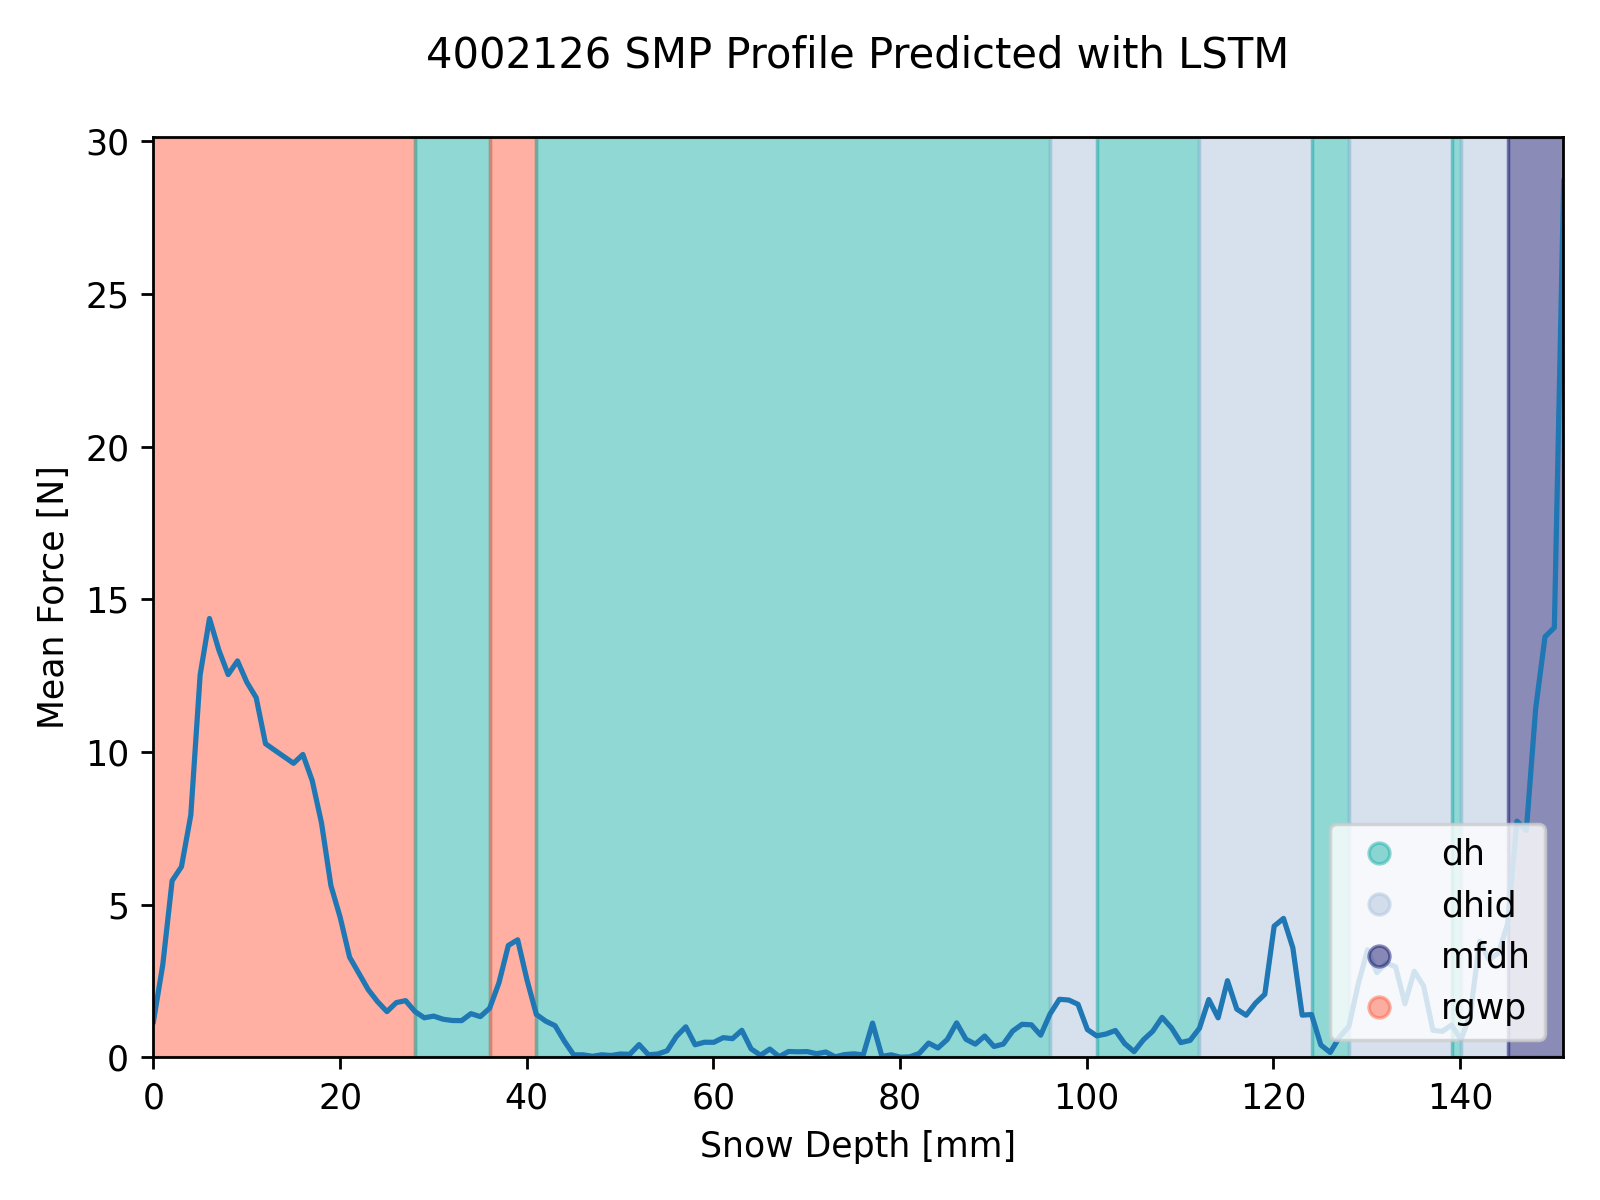 4002126 SMP Profile Predicted with LSTM
30
25
20
15
10
5
0
Mean Force [N]
0 20 40 60 80 100 120 140
Snow Depth [mm]
dh
dhid
mfdh
rgwp